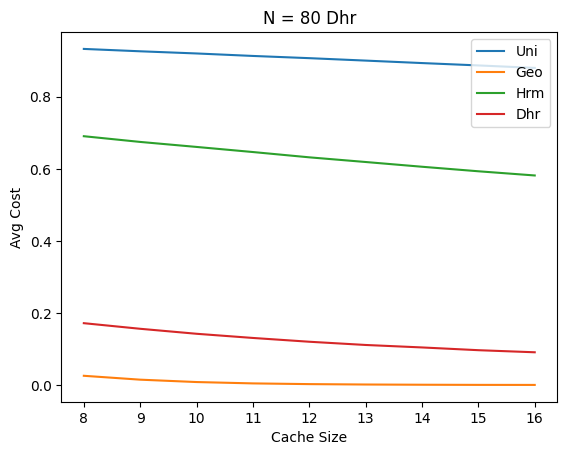 N = 80 Dhr
Uni
Geo
Hrm
Dhr
0.8
0.6
0.4
0.2
0.0
Avg Cost
8 9 10 11 12 13 14 15 16
Cache Size